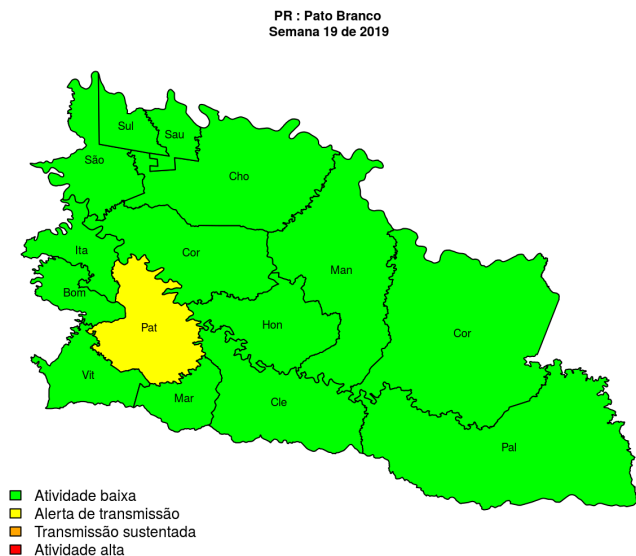 PR : Pato Branco
Semana 19 de 2019
Sul
Sau
São
Cho
Ita
Cor
Man
Bom
Pat
Hon
Cor
Vit
Mar
Cle
Pal
Atividade baixa
Alerta de transmissão
Transmissão sustentada
Atividade alta